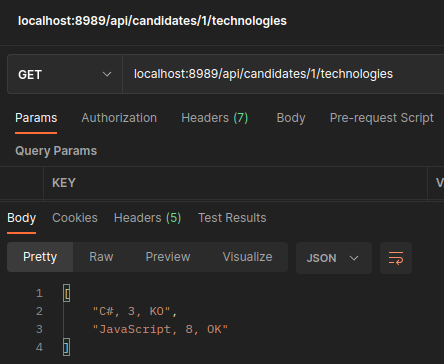 localhost:8989/api/candidates/1/technologies
GET localhost:8989/api/candidates/1/technologies
Params Authorization Headers (7) Body Pre-request Script
Query Params
KEY V
Body Cookies Headers (5) Test Results
Pretty Raw Preview Visualize JSON
1 [
2 "C#, 3, KO",
3 "JavaScript, 8, OK"
4 ]